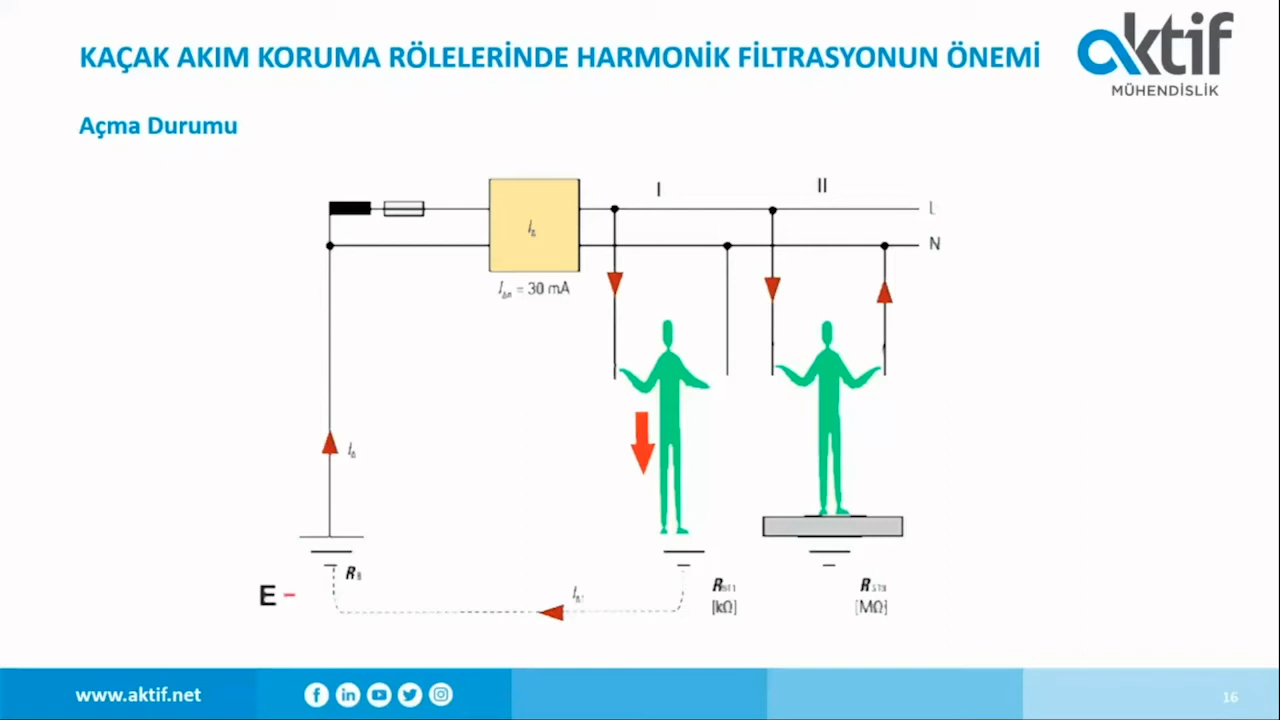 KAÇAK AKIM KORUMA RÖLELERİNDE HARMONİK FİLTRASYONUN ÖNEMİ
aktif
MÜHENDİSLİK
Açma Durumu
I
II
L
N
IΔn = 30 mA
E -
[kΩ]
[MΩ]
www.aktif.net
16